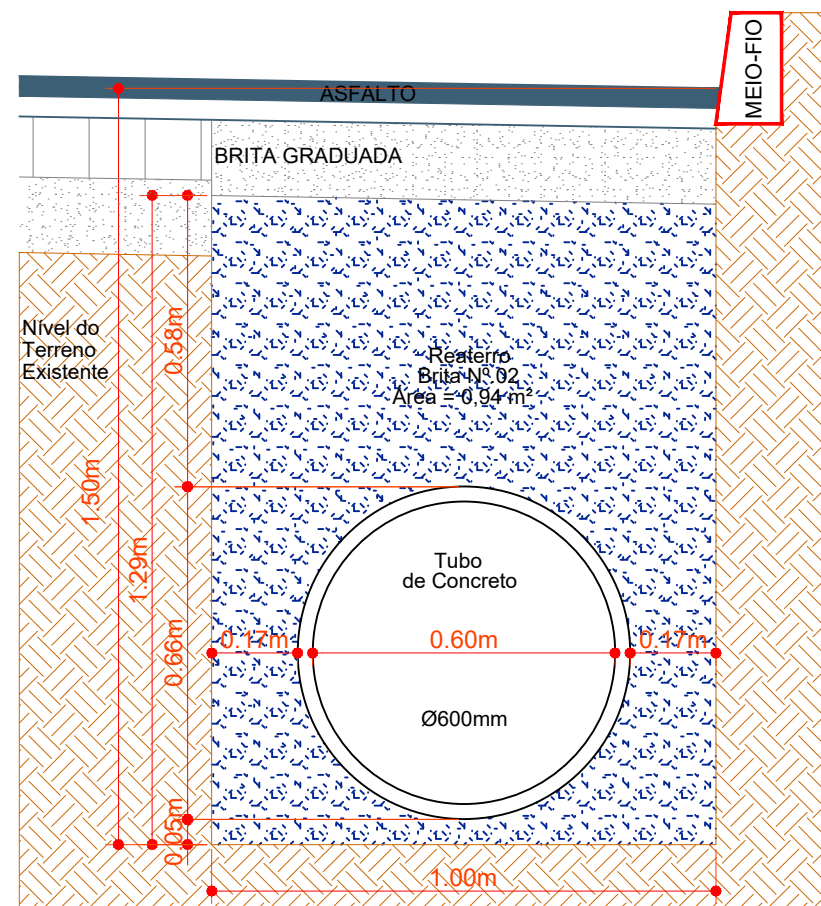 MEIO-FIO
ASFALTO
BRITA GRADUADA
Nível do
Terreno
Existente
0.58m
Reaterro
Brita Nº 02
Área = 0,94 m²
1.50m
1.29m
Tubo
de Concreto
0.66m
0.17m
0.60m
0.17m
Ø600mm
0.05m
1.00m